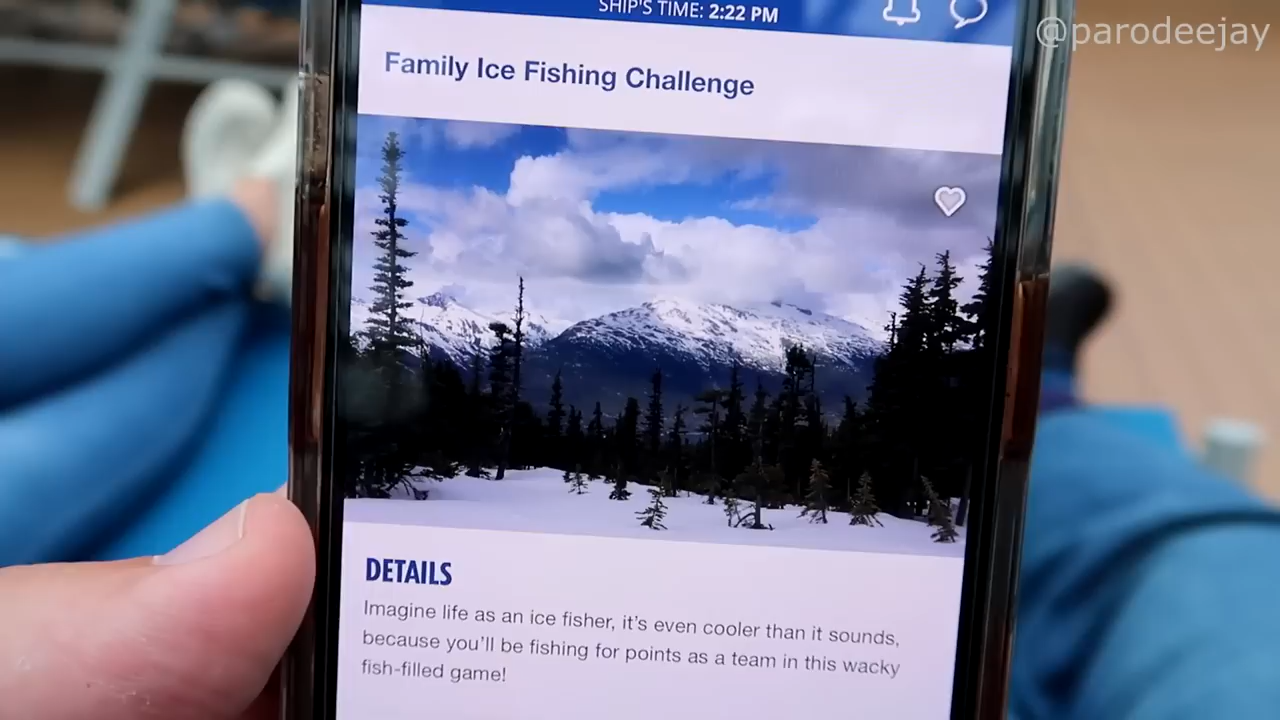 SHIP'S TIME: 2:22 PM
@parodeejay
Family Ice Fishing Challenge
DETAILS
Imagine life as an ice fisher, it's even cooler than it sounds,
because you'll be fishing for points as a team in this wacky
fish-filled game!